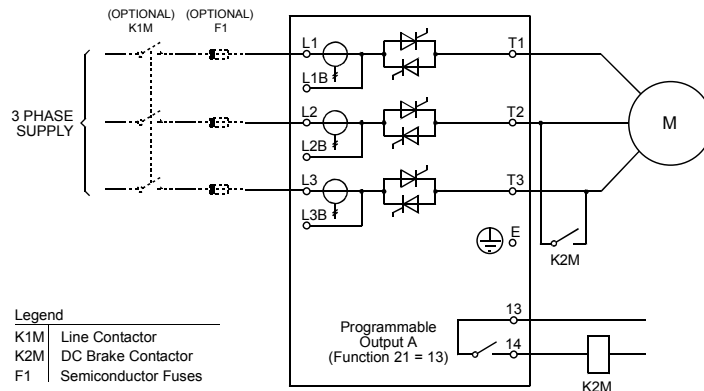 (OPTIONAL) (OPTIONAL)
K1M F1
L1 T1
L1B
L2 T2
3 PHASE
SUPPLY
M
L2B
L3 T3
L3B
E
K2M
Legend
K1M Line Contactor
K2M DC Brake Contactor
F1 Semiconductor Fuses
Programmable
Output A
(Function 21 = 13)
13
14
K2M